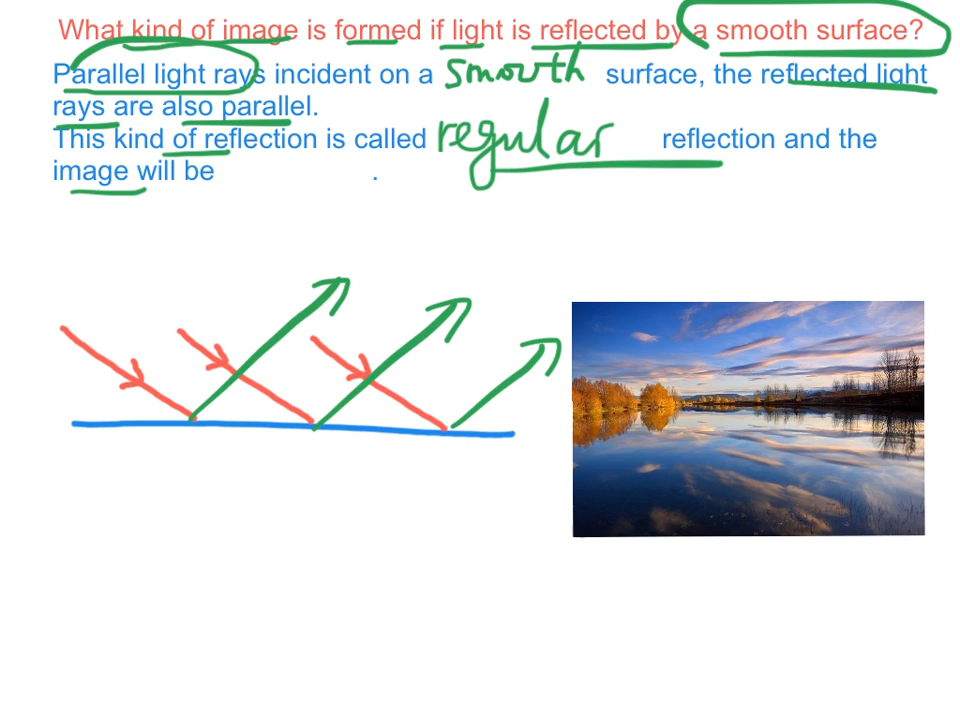 What kind of image is formed if light is reflected by a smooth surface?
Parallel light rays incident on a smooth surface, the reflected light
rays are also parallel.
This kind of reflection is called regular reflection and the
image will be .